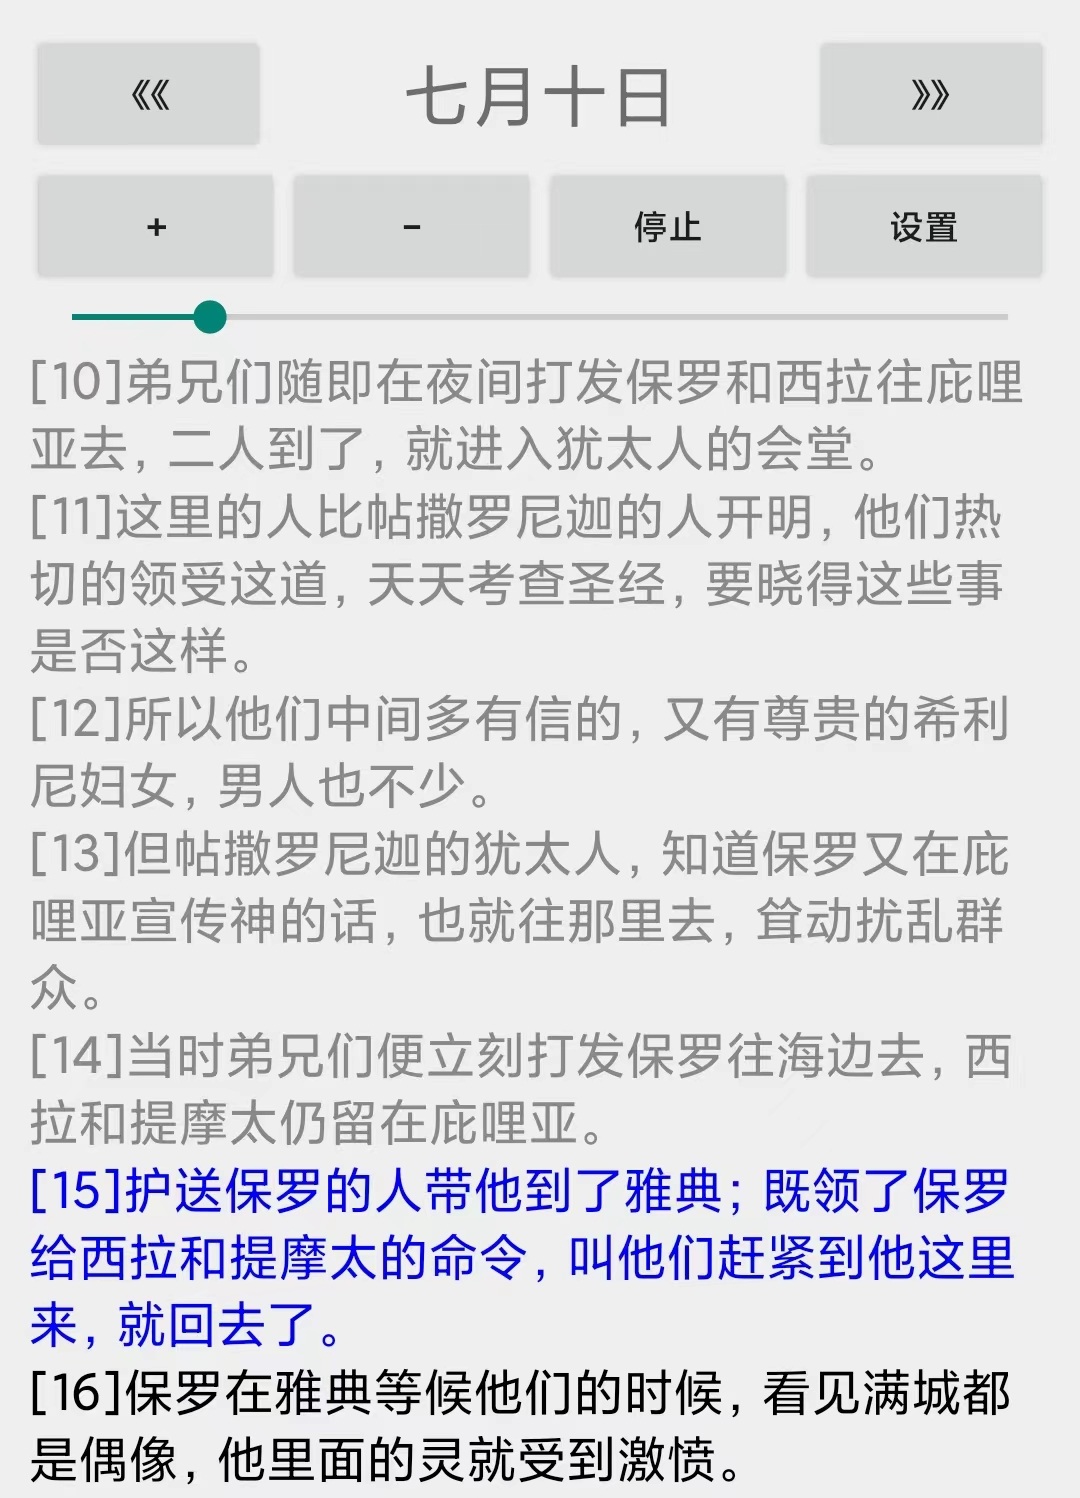 《《
七月十日
》》
+
-
停止
设置
[10]弟兄们随即在夜间打发保罗和西拉往庇哩
亚去，二人到了，就进入犹太人的会堂。
[11]这里的人比帖撒罗尼迦的人开明，他们热
切的领受这道，天天考查圣经，要晓得这些事
是否这样。
[12]所以他们中间多有信的，又有尊贵的希利
尼妇女，男人也不少。
[13]但帖撒罗尼迦的犹太人，知道保罗又在庇
哩亚宣传神的话，也就往那里去，耸动扰乱群
众。
[14]当时弟兄们便立刻打发保罗往海边去，西
拉和提摩太仍留在庇哩亚。
[15]护送保罗的人带他到了雅典；既领了保罗
给西拉和提摩太的命令，叫他们赶紧到他这里
来，就回去了。
[16]保罗在雅典等候他们的时候，看见满城都
是偶像，他里面的灵就受到激愤。